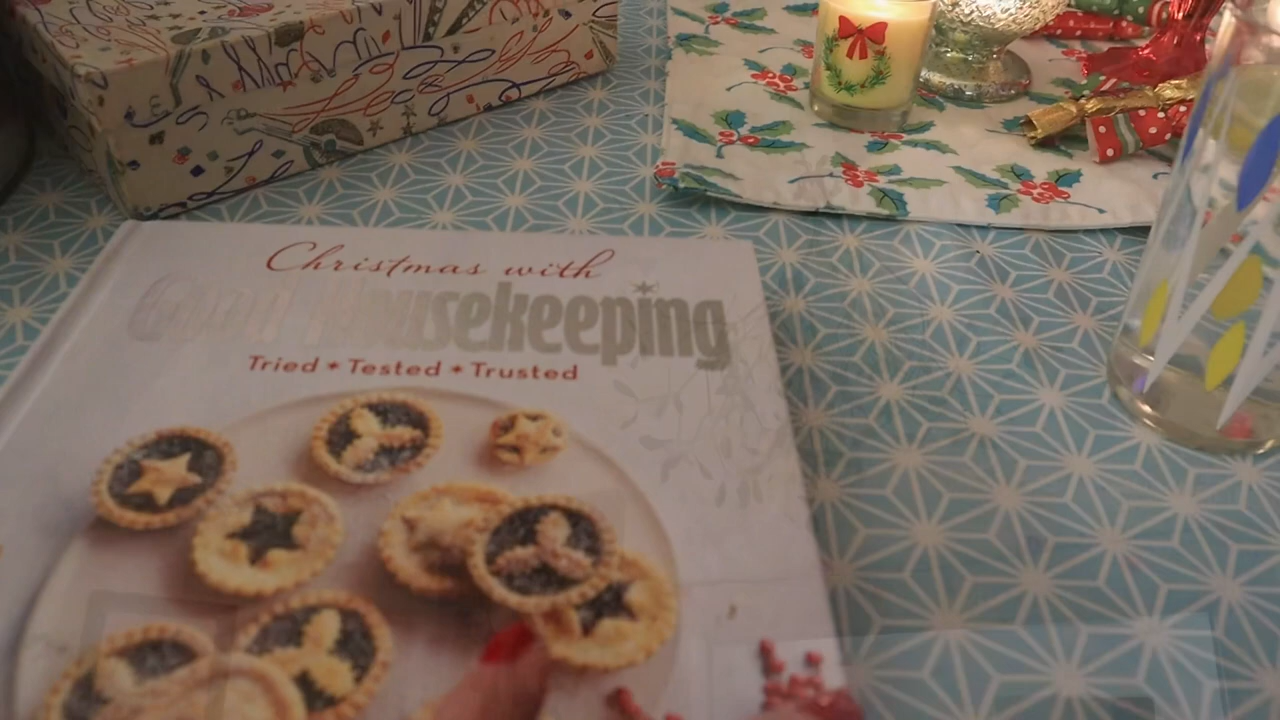 Christmas with
Good Housekeeping
Tried * Tested * Trusted